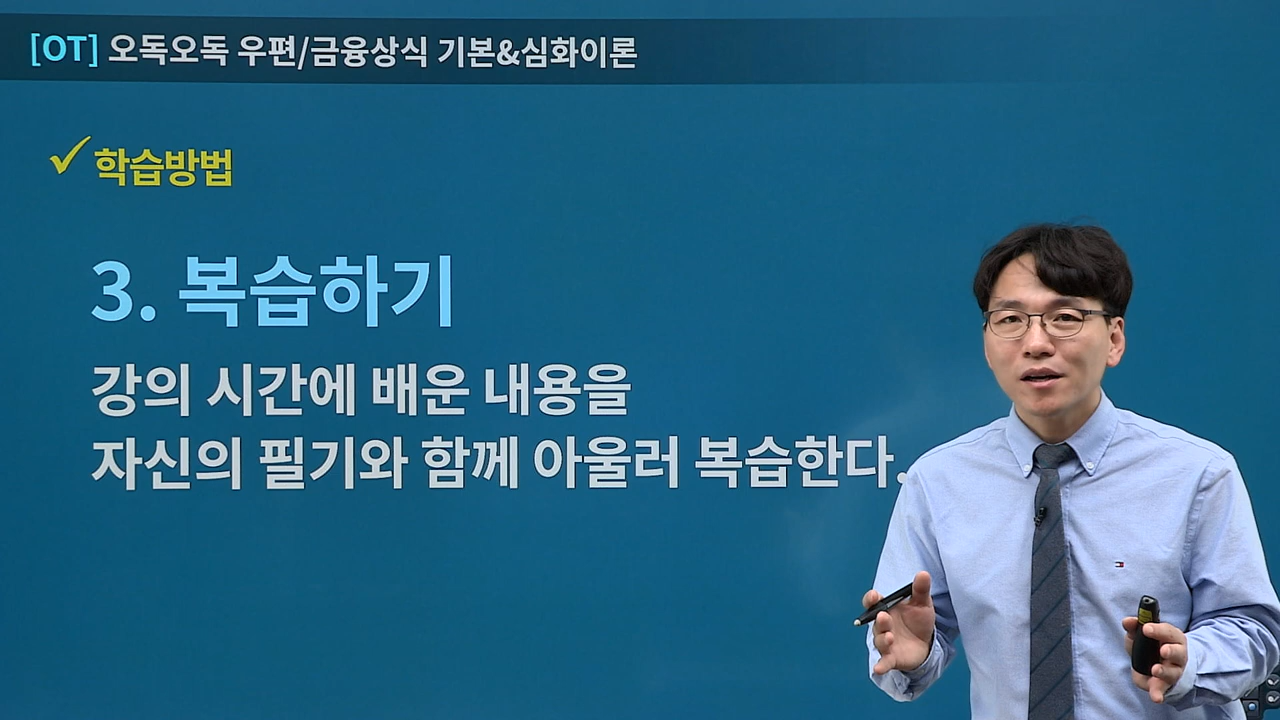 [OT] 오독오독 우편/금융상식 기본&심화이론
학습방법
3. 복습하기
강의 시간에 배운 내용을
자신의 필기와 함께 아울러 복습한다.